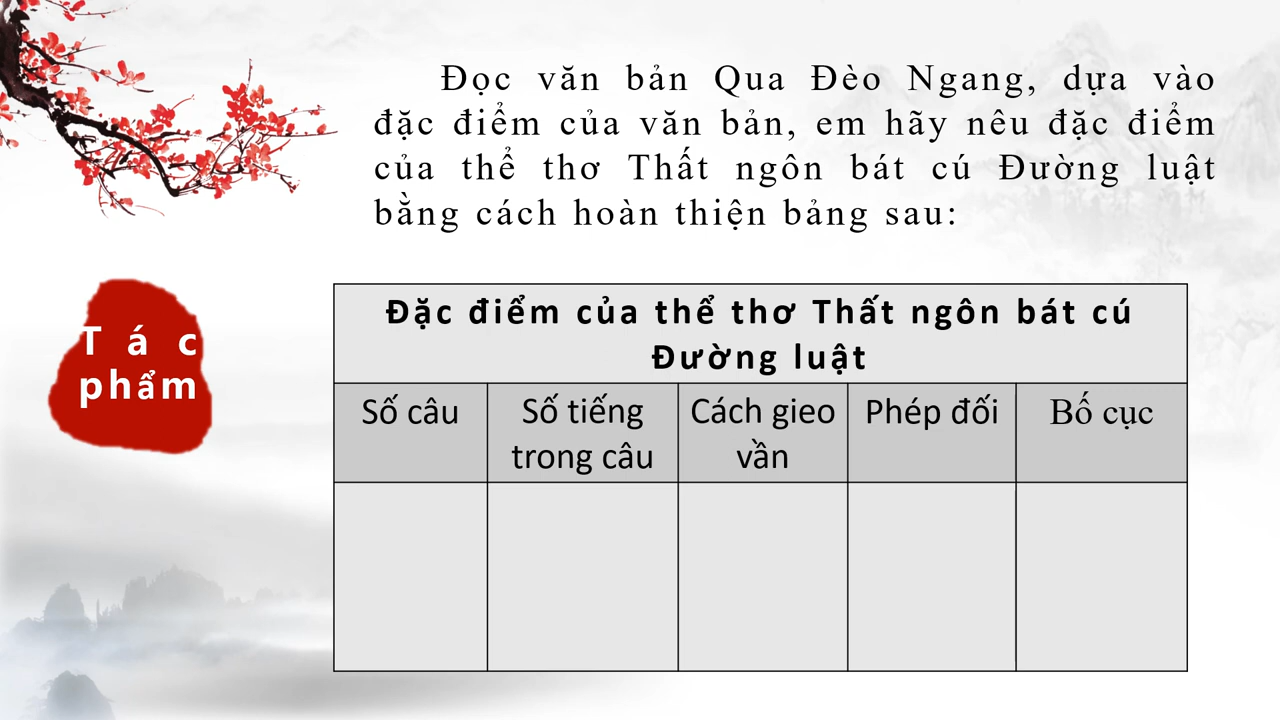 Đọc văn bản Qua Đèo Ngang, dựa vào
đặc điểm của văn bản, em hãy nêu đặc điểm
của thể thơ Thất ngôn bát cú Đường luật
bằng cách hoàn thiện bảng sau:
Tác
phẩm
Đặc điểm của thể thơ Thất ngôn bát cú
Đường luật
Số câu
Số tiếng
trong câu
Cách gieo
vần
Phép đối
Bố cục